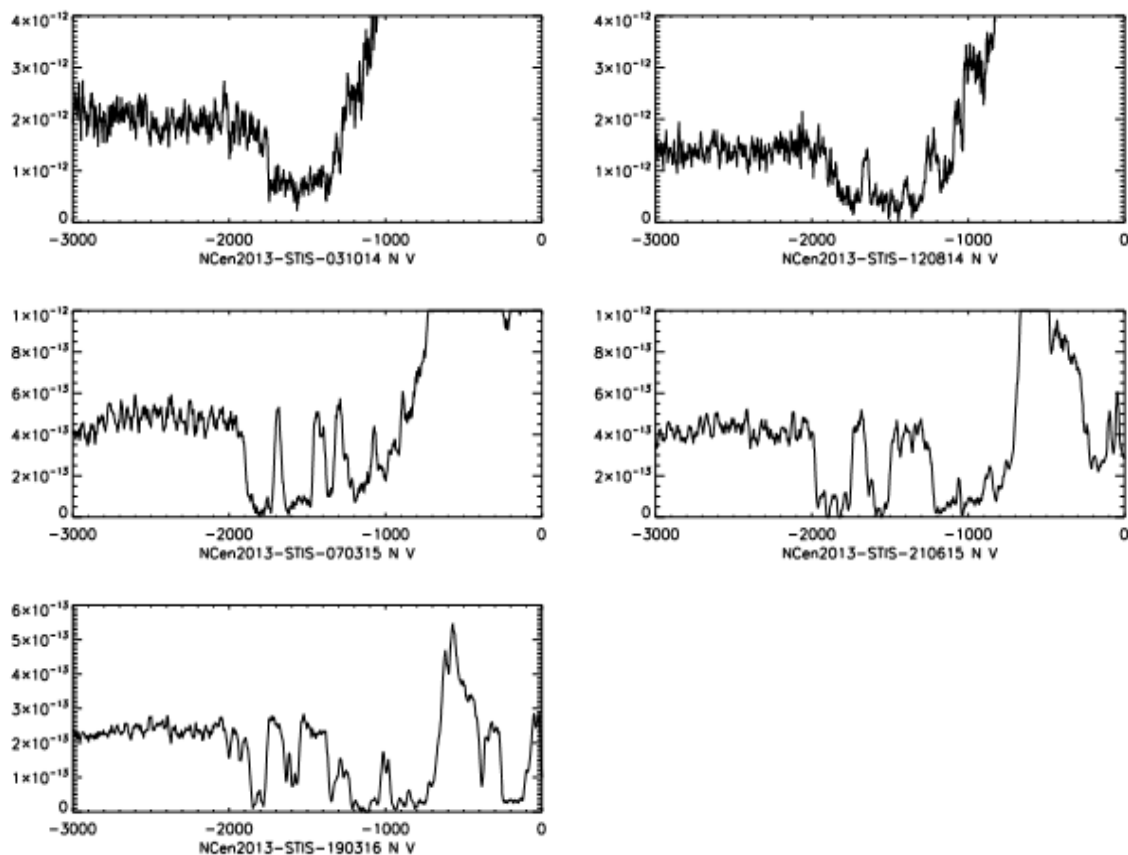 4×10⁻¹²
3×10⁻¹²
2×10⁻¹²
1×10⁻¹²
0
-3000 -2000 -1000 0
NCen2013-STIS-031014 N V
4×10⁻¹²
3×10⁻¹²
2×10⁻¹²
1×10⁻¹²
0
-3000 -2000 -1000 0
NCen2013-STIS-120814 N V
1×10⁻¹²
8×10⁻¹³
6×10⁻¹³
4×10⁻¹³
2×10⁻¹³
0
-3000 -2000 -1000 0
NCen2013-STIS-070315 N V
1×10⁻¹²
8×10⁻¹³
6×10⁻¹³
4×10⁻¹³
2×10⁻¹³
0
-3000 -2000 -1000 0
NCen2013-STIS-210615 N V
6×10⁻¹³
5×10⁻¹³
4×10⁻¹³
3×10⁻¹³
2×10⁻¹³
1×10⁻¹³
0
-3000 -2000 -1000 0
NCen2013-STIS-190316 N V